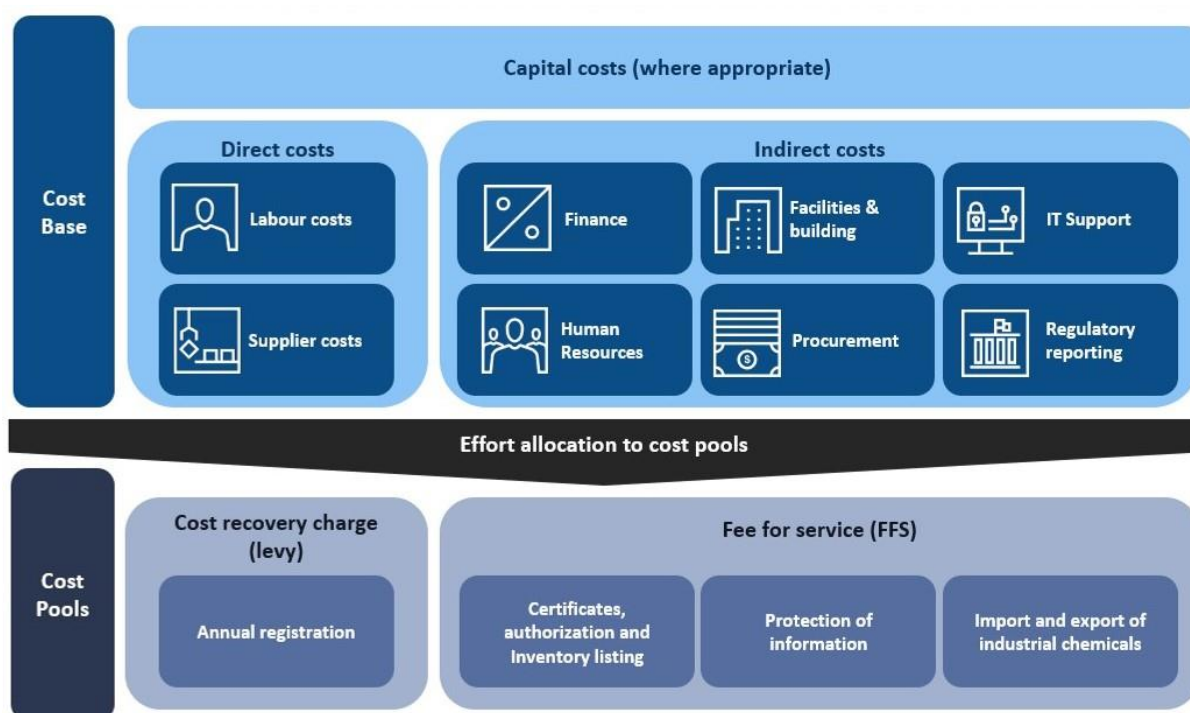 Capital costs (where appropriate)
Cost
Base
Direct costs
Labour costs
Supplier costs
Indirect costs
Finance
Facilities &
building
IT Support
Human
Resources
Procurement
$
Regulatory
reporting
Effort allocation to cost pools
Cost
Pools
Cost recovery charge
(levy)
Annual registration
Fee for service (FFS)
Certificates,
authorization and
Inventory listing
Protection of
information
Import and export of
industrial chemicals